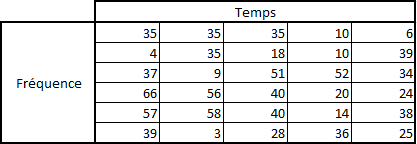 Temps
35 35 35 10 6
4 35 18 10 39
37 9 51 52 34
Fréquence
66 56 40 20 24
57 58 40 14 38
39 3 28 36 25